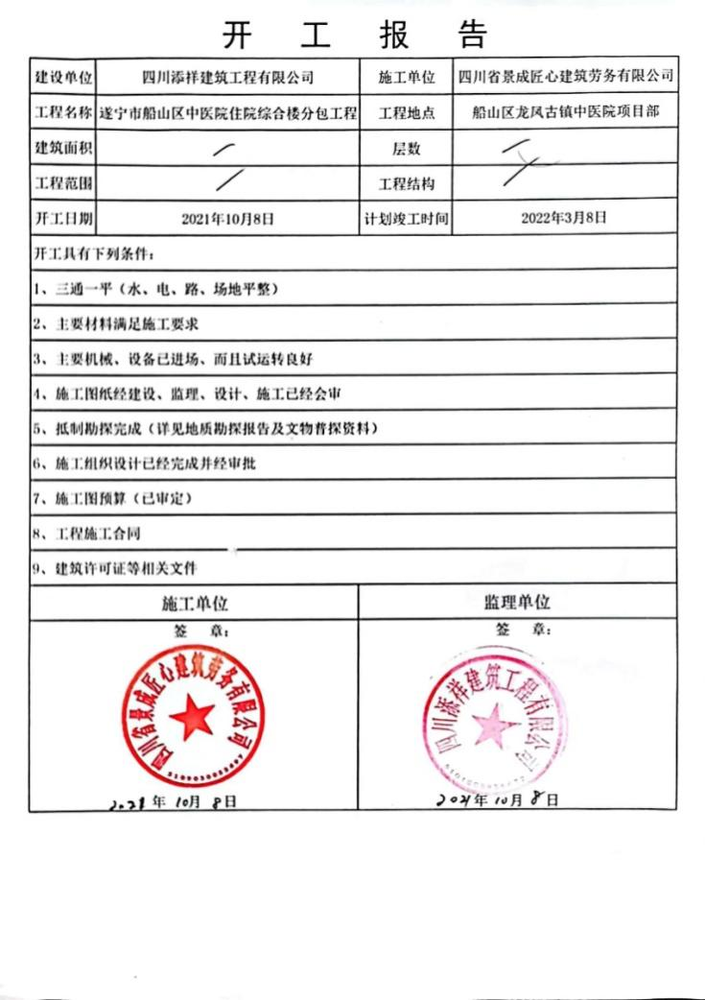 开 工 报 告
建设单位 四川添祥建筑工程有限公司 施工单位 四川省景成匠心建筑劳务有限公司
工程名称 遂宁市船山区中医院住院综合楼分包工程 工程地点 船山区龙凤古镇中医院项目部
建筑面积 / 层数 /
工程范围 / 工程结构 /
开工日期 2021年10月8日 计划竣工时间 2022年3月8日
开工具有下列条件：
1、三通一平（水、电、路、场地平整）
2、主要材料满足施工要求
3、主要机械、设备已进场、而且试运转良好
4、施工图纸经建设、监理、设计、施工已经会审
5、抵制勘探完成（详见地质勘探报告及文物普探资料）
6、施工组织设计已经完成并经审批
7、施工图预算（已审定）
8、工程施工合同
9、建筑许可证等相关文件
施工单位 监理单位
签 章： 签 章：
四川省景成匠心建筑劳务有限公司 四川添祥建筑工程有限公司
2021年10月8日 2021年10月8日